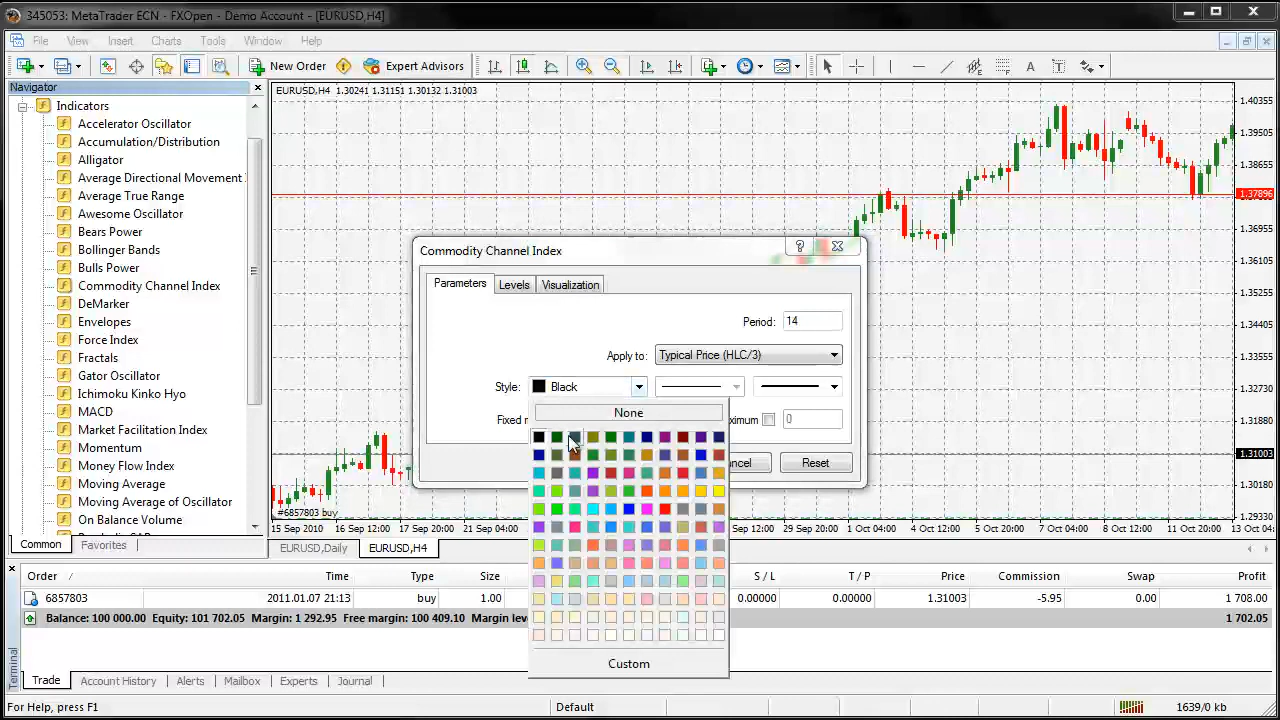 345053: MetaTrader ECN - FXOpen - Demo Account - [EURUSD,H4]
File View Insert Charts Tools Window Help
New Order Expert Advisors
Navigator
Indicators
Accelerator Oscillator
Accumulation/Distribution
Alligator
Average Directional Movement
Average True Range
Awesome Oscillator
Bears Power
Bollinger Bands
Bulls Power
Commodity Channel Index
DeMarker
Envelopes
Force Index
Fractals
Gator Oscillator
Ichimoku Kinko Hyo
MACD
Market Facilitation Index
Momentum
Money Flow Index
Moving Average
Moving Average of Oscillator
On Balance Volume
Common Favorites
EURUSD,H4 1.30241 1.31151 1.30132 1.31003
1.40355
1.39505
1.38655
1.37896
1.36955
1.36105
1.35255
1.34405
1.33580
1.32730
1.31880
1.31003
1.30180
1.29330
Commodity Channel Index
Parameters Levels Visualization
Period: 14
Apply to: Typical Price (HLC/3)
Style: Black
Fixed m
ximum 0
None
ncel Reset
Custom
#6857803 buy
15 Sep 2010 16 Sep 12:00 17 Sep 20:00 21 Sep 04:00
Sep 12:00 29 Sep 20:00 1 Oct 04:00 4 Oct 12:00 5 Oct 20:00 7 Oct 04:00 8 Oct 12:00 11 Oct 20:00 13 Oct 04
EURUSD,Daily EURUSD,H4
Order / Time Type Size S / L T / P Price Commission Swap Profit
6857803 2011.01.07 21:13 buy 1.00 0.00000 0.00000 1.31003 -5.95 0.00 1 708.00
Balance: 100 000.00 Equity: 101 702.05 Margin: 1 292.95 Free margin: 100 409.10 Margin leve 1 702.05
Terminal
Trade Account History Alerts Mailbox Experts Journal
For Help, press F1 Default 1639/0 kb